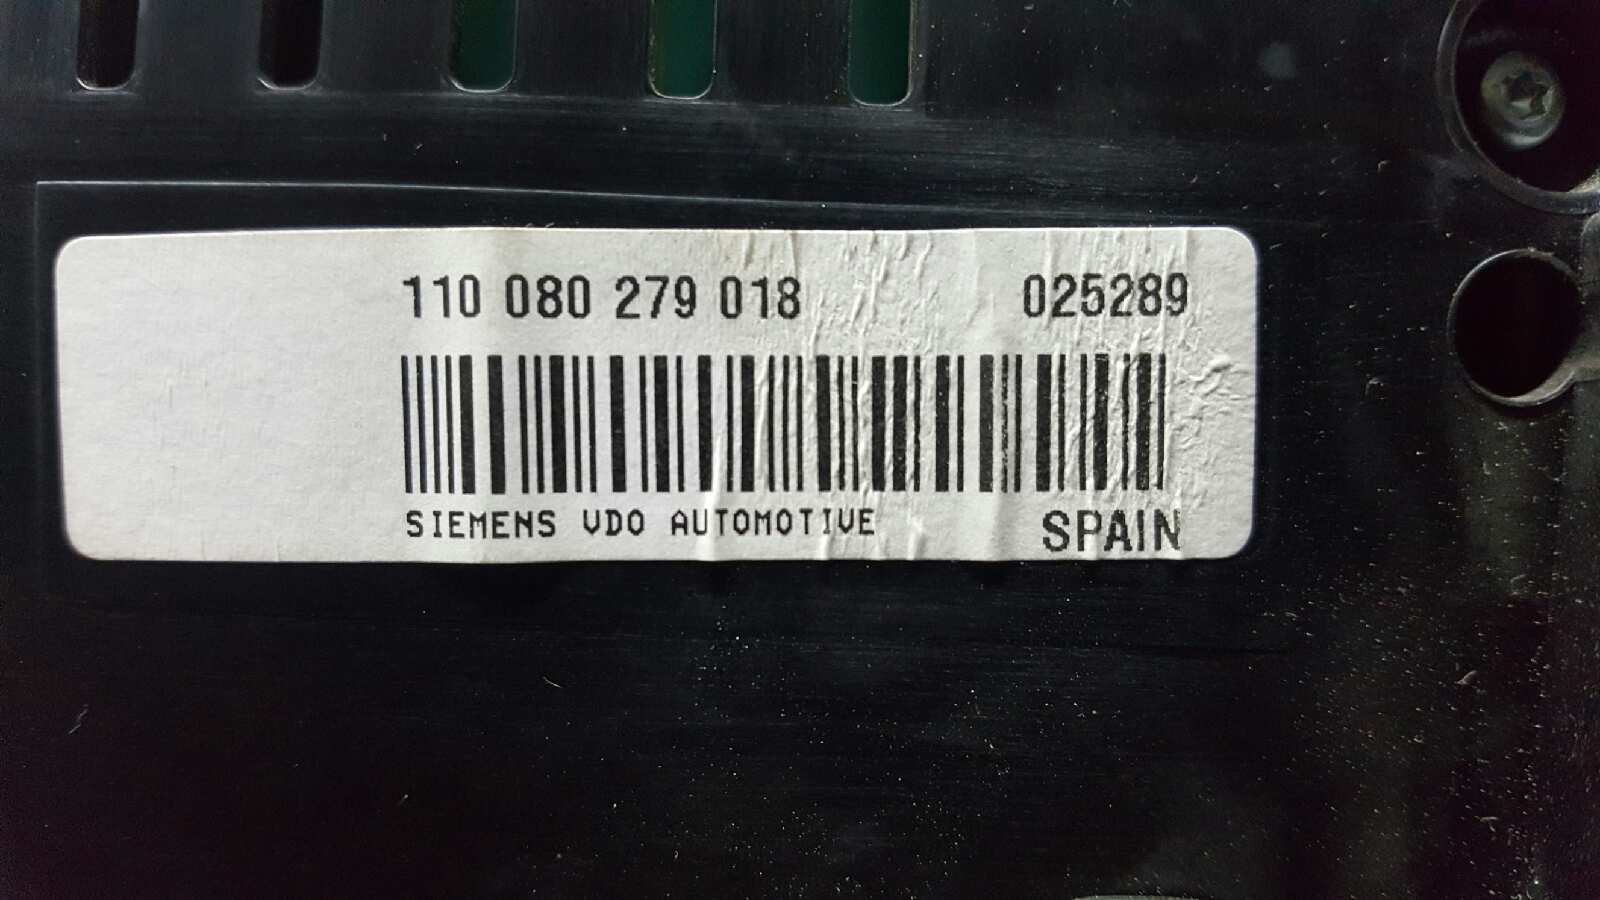 110 080 279 018 025289
SIEMENS VDO AUTOMOTIVE SPAIN